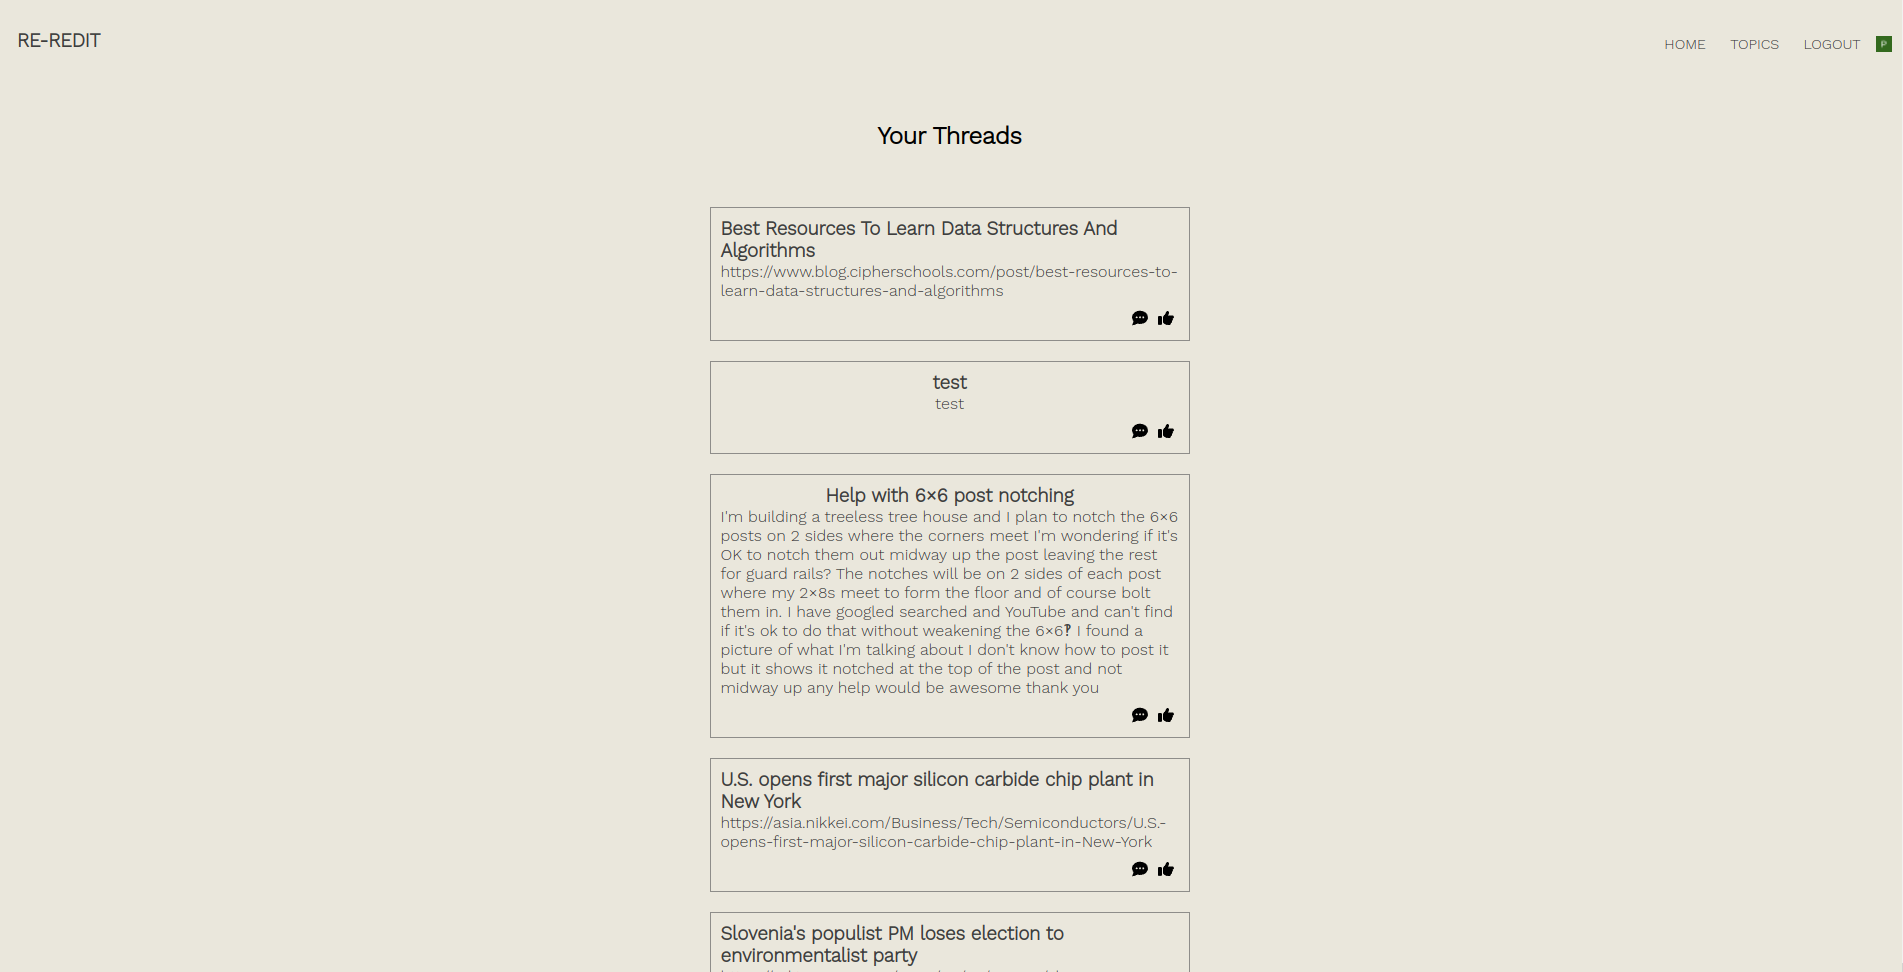 RE-REDIT
HOME TOPICS LOGOUT
Your Threads
Best Resources To Learn Data Structures And
Algorithms
https://www.blog.cipherschools.com/post/best-resources-to-
learn-data-structures-and-algorithms
test
test
Help with 6×6 post notching
I'm building a treeless tree house and I plan to notch the 6×6
posts on 2 sides where the corners meet I'm wondering if it's
OK to notch them out midway up the post leaving the rest
for guard rails? The notches will be on 2 sides of each post
where my 2×8s meet to form the floor and of course bolt
them in. I have googled searched and YouTube and can't find
if it's ok to do that without weakening the 6×6‽ I found a
picture of what I'm talking about I don't know how to post it
but it shows it notched at the top of the post and not
midway up any help would be awesome thank you
U.S. opens first major silicon carbide chip plant in
New York
https://asia.nikkei.com/Business/Tech/Semiconductors/U.S.-
opens-first-major-silicon-carbide-chip-plant-in-New-York
Slovenia's populist PM loses election to
environmentalist party